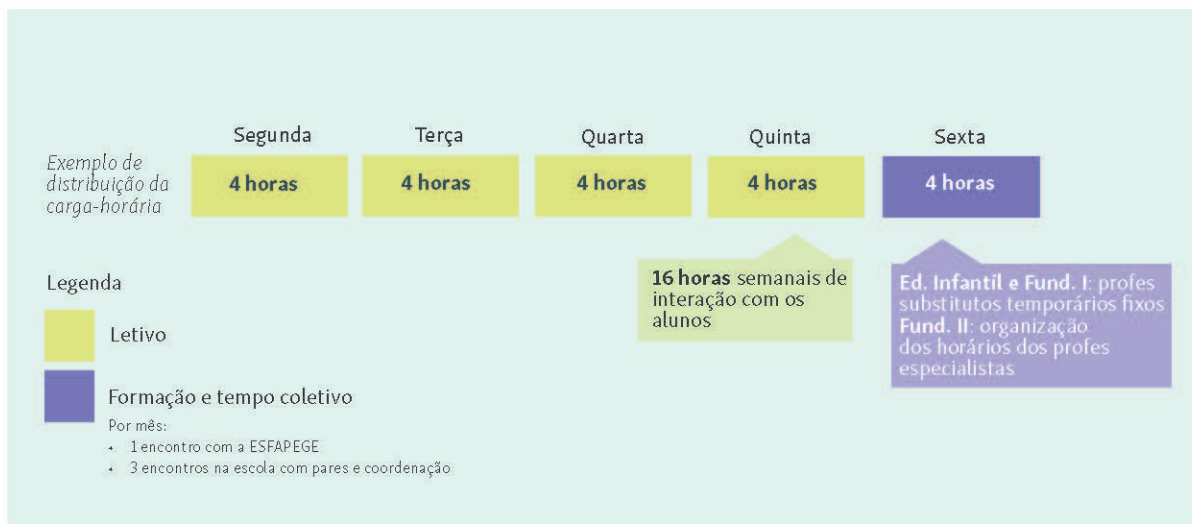 Segunda
Terça
Quarta
Quinta
Sexta
Exemplo de
distribuição da
carga-horária
4 horas
4 horas
4 horas
4 horas
4 horas
16 horas semanais de
interação com os
alunos
Ed. Infantil e Fund. I: profes
substitutos temporários fixos
Fund. II: organização
dos horários dos profes
especialistas
Legenda
Letivo
Formação e tempo coletivo
Por mês:
• 1 encontro com a ESFAPEGE
• 3 encontros na escola com pares e coordenação